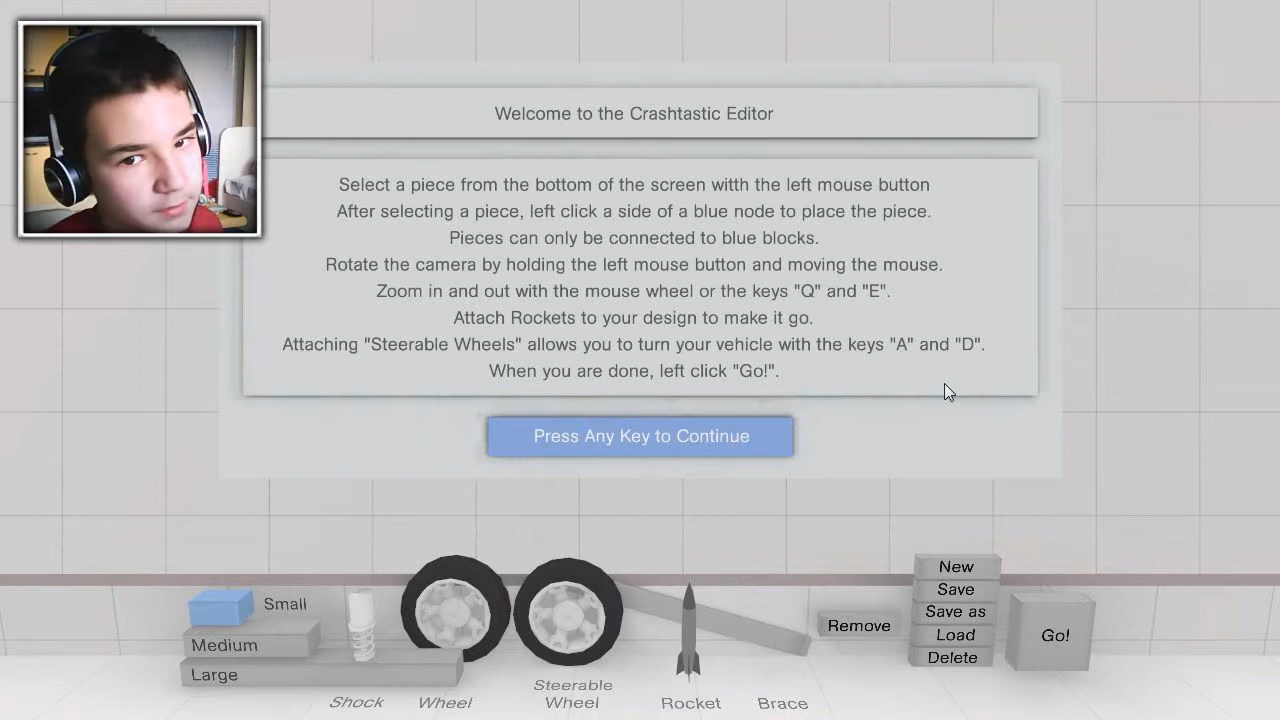 Welcome to the Crashtastic Editor
Select a piece from the bottom of the screen witth the left mouse button
After selecting a piece, left click a side of a blue node to place the piece.
Pieces can only be connected to blue blocks.
Rotate the camera by holding the left mouse button and moving the mouse.
Zoom in and out with the mouse wheel or the keys "Q" and "E".
Attach Rockets to your design to make it go.
Attaching "Steerable Wheels" allows you to turn your vehicle with the keys "A" and "D".
When you are done, left click "Go!".
Press Any Key to Continue
Small
Medium
Large
Shock
Wheel
Steerable
Wheel
Rocket
Brace
Remove
New
Save
Save as
Load
Delete
Go!